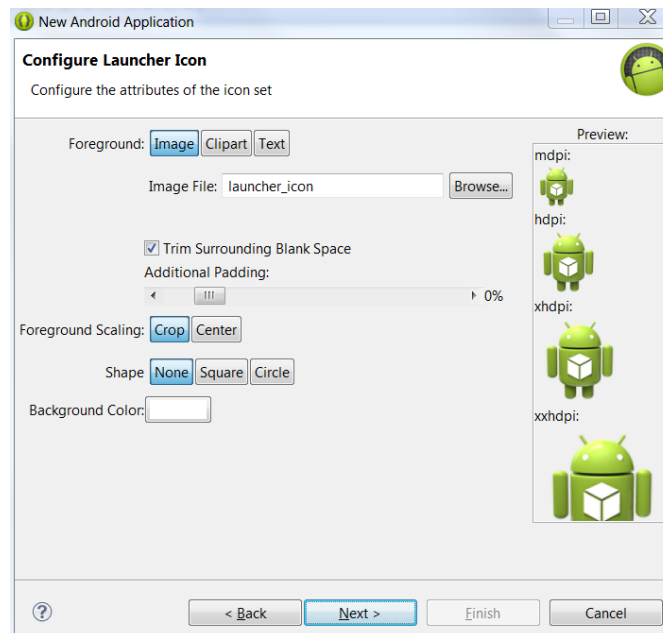 New Android Application
Configure Launcher Icon
Configure the attributes of the icon set
Foreground: Image Clipart Text
Image File: launcher_icon Browse...
Trim Surrounding Blank Space
Additional Padding:
0%
Foreground Scaling: Crop Center
Shape None Square Circle
Background Color:
Preview:
mdpi:
hdpi:
xhdpi:
xxhdpi:
? < Back Next > Finish Cancel